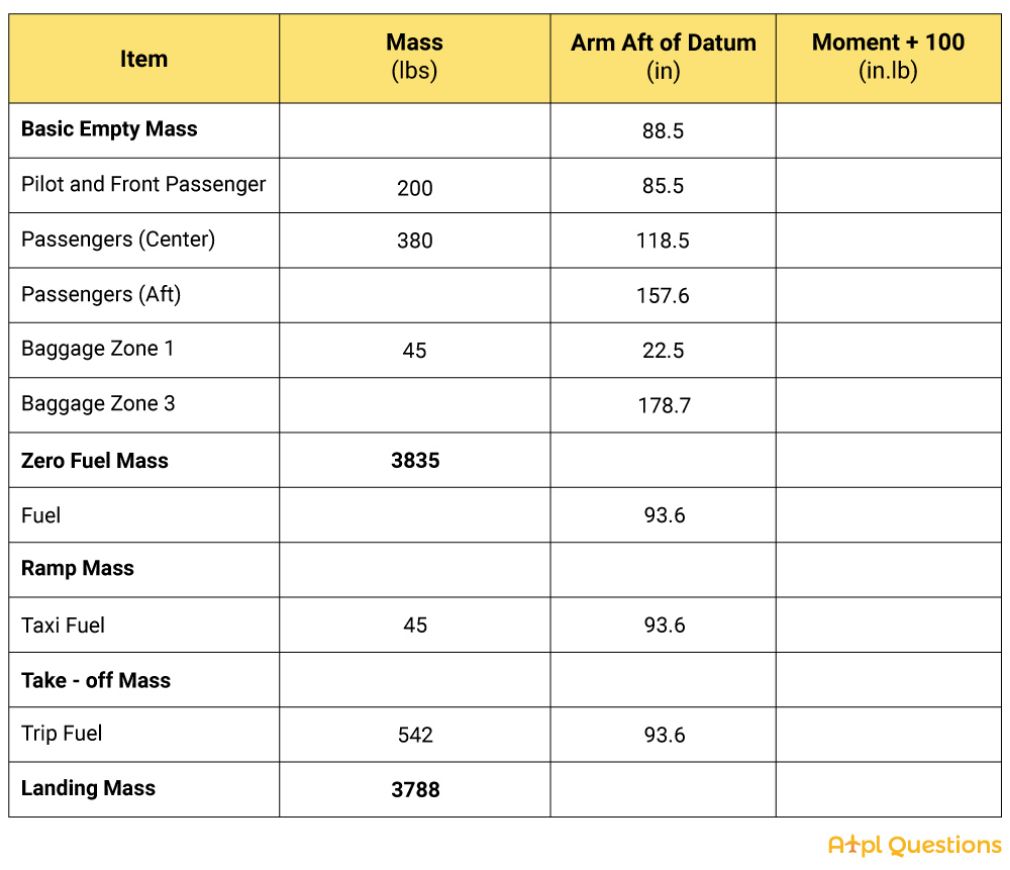 Item Mass Arm Aft of Datum Moment + 100
(lbs) (in) (in.lb)
Basic Empty Mass 88.5
Pilot and Front Passenger 200 85.5
Passengers (Center) 380 118.5
Passengers (Aft) 157.6
Baggage Zone 1 45 22.5
Baggage Zone 3 178.7
Zero Fuel Mass 3835
Fuel 93.6
Ramp Mass
Taxi Fuel 45 93.6
Take - off Mass
Trip Fuel 542 93.6
Landing Mass 3788
Atpl Questions